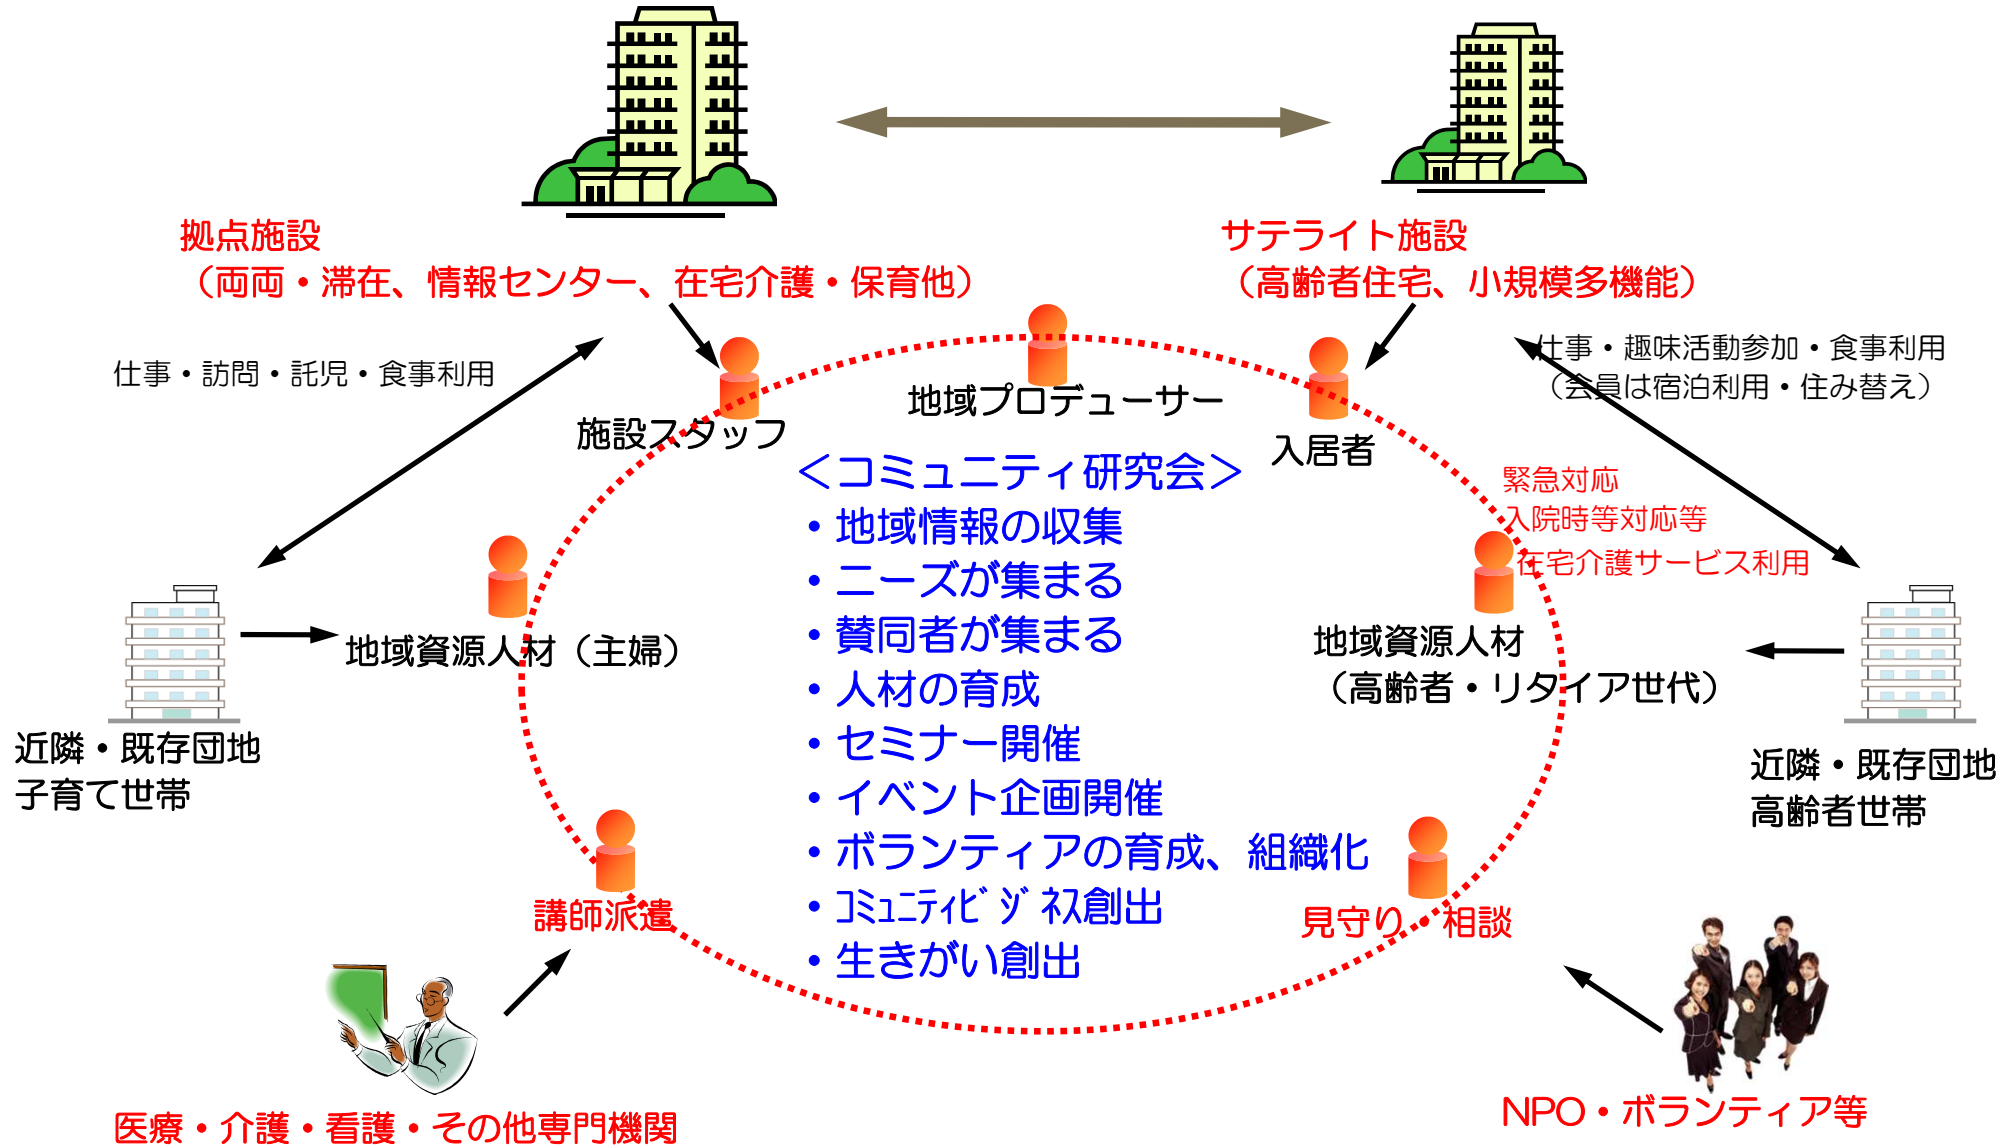 拠点施設
（両両・滞在、情報センター、在宅介護・保育他）
サテライト施設
（高齢者住宅、小規模多機能）
仕事・訪問・託児・食事利用
仕事・趣味活動参加・食事利用
（会員は宿泊利用・住み替え）
施設スタッフ
地域プロデューサー
入居者
＜コミュニティ研究会＞
・地域情報の収集
・ニーズが集まる
・賛同者が集まる
・人材の育成
・セミナー開催
・イベント企画開催
・ボランティアの育成、組織化
・ｺﾐｭﾆﾃｨﾋﾞｼﾞﾈｽ創出
・生きがい創出
緊急対応
入院時等対応等
在宅介護サービス利用
地域資源人材（主婦）
地域資源人材
（高齢者・リタイア世代）
近隣・既存団地
子育て世帯
近隣・既存団地
高齢者世帯
講師派遣
見守り・相談
医療・介護・看護・その他専門機関
NPO・ボランティア等